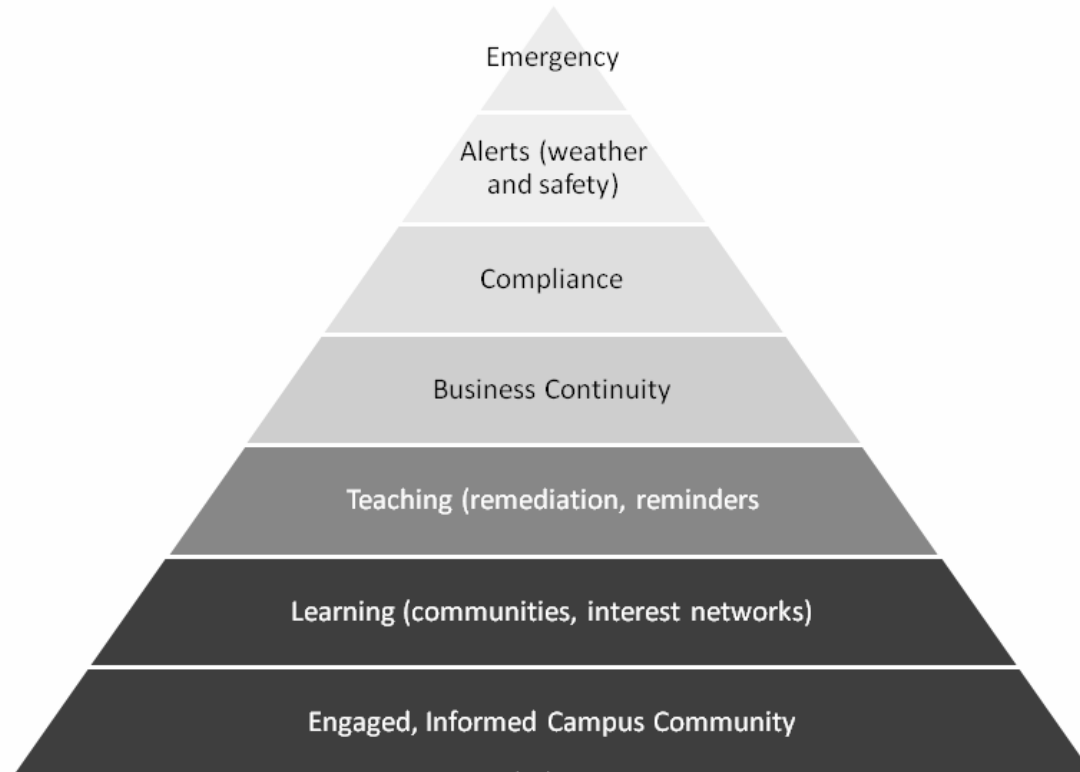 Emergency
Alerts (weather
and safety)
Compliance
Business Continuity
Teaching (remediation, reminders
Learning (communities, interest networks)
Engaged, Informed Campus Community